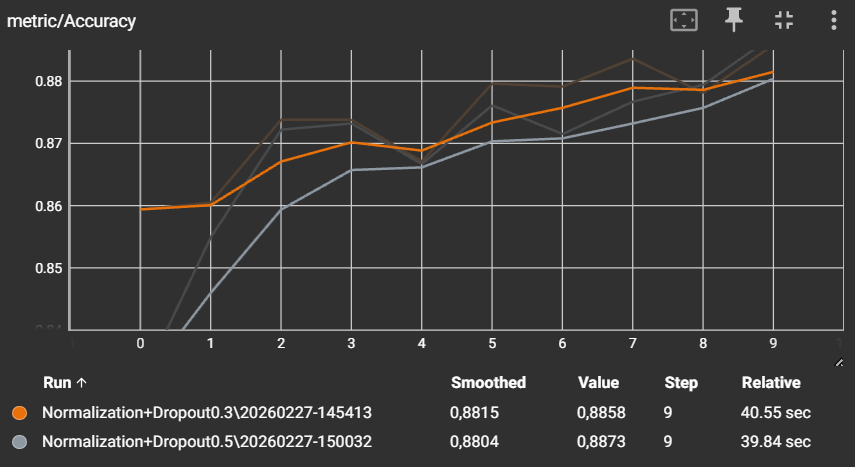 metric/Accuracy
0.88
0.87
0.86
0.85
0.84
0 1 2 3 4 5 6 7 8 9
Run ↑ Smoothed Value Step Relative
Normalization+Dropout0.3\20260227-145413 0,8815 0,8858 9 40.55 sec
Normalization+Dropout0.5\20260227-150032 0,8804 0,8873 9 39.84 sec